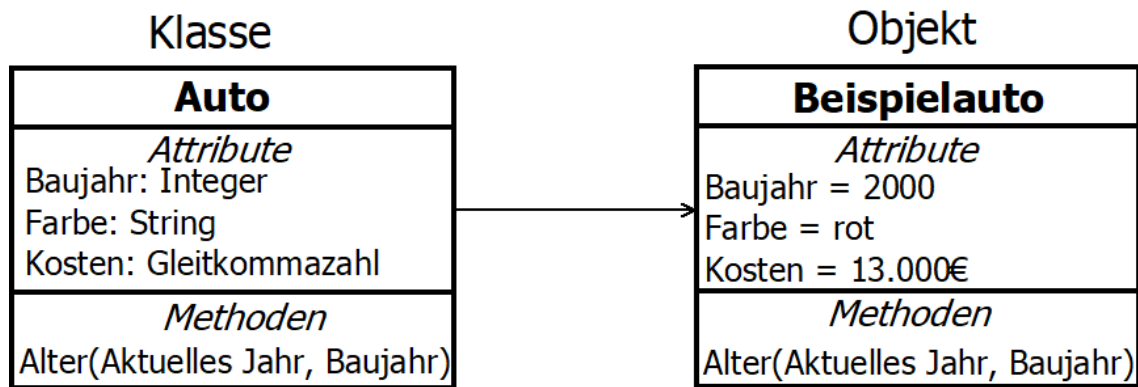 Klasse
Auto
Attribute
Baujahr: Integer
Farbe: String
Kosten: Gleitkommazahl
Methoden
Alter(Aktuelles Jahr, Baujahr)
Objekt
Beispielauto
Attribute
Baujahr = 2000
Farbe = rot
Kosten = 13.000€
Methoden
Alter(Aktuelles Jahr, Baujahr)